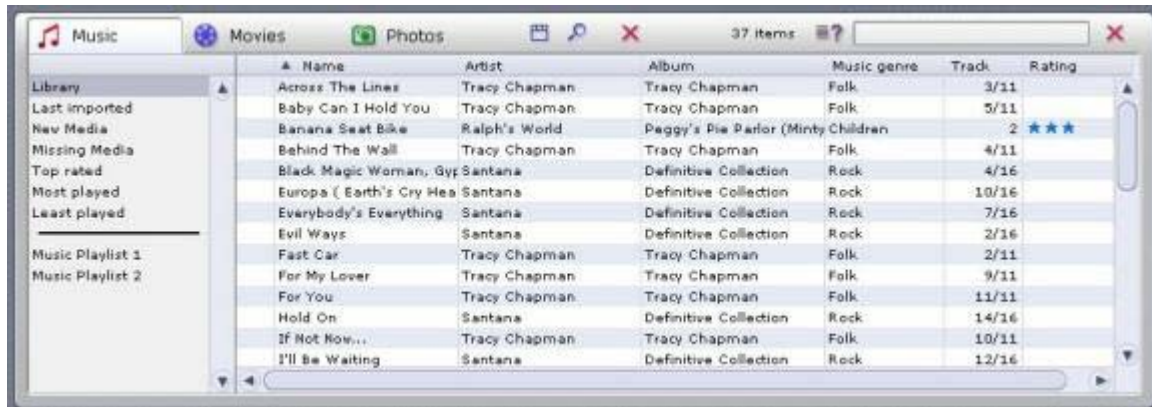 Music Movies Photos 37 items ?
Name Artist Album Music genre Track Rating
Library Across The Lines Tracy Chapman Tracy Chapman Folk 3/11
Last imported Baby Can I Hold You Tracy Chapman Tracy Chapman Folk 5/11
New Media Banana Seat Bike Ralph's World Peggy's Pie Parlor (Minty Children 2
Missing Media Behind The Wall Tracy Chapman Tracy Chapman Folk 4/11
Top rated Black Magic Woman, Gyp Santana Definitive Collection Rock 4/16
Most played Europa ( Earth's Cry Hea Santana Definitive Collection Rock 10/16
Least played Everybody's Everything Santana Definitive Collection Rock 7/16
Evil Ways Santana Definitive Collection Rock 2/16
Music Playlist 1 Fast Car Tracy Chapman Tracy Chapman Folk 2/11
Music Playlist 2 For My Lover Tracy Chapman Tracy Chapman Folk 9/11
For You Tracy Chapman Tracy Chapman Folk 11/11
Hold On Santana Definitive Collection Rock 14/16
If Not Now... Tracy Chapman Tracy Chapman Folk 10/11
I'll Be Waiting Santana Definitive Collection Rock 12/16